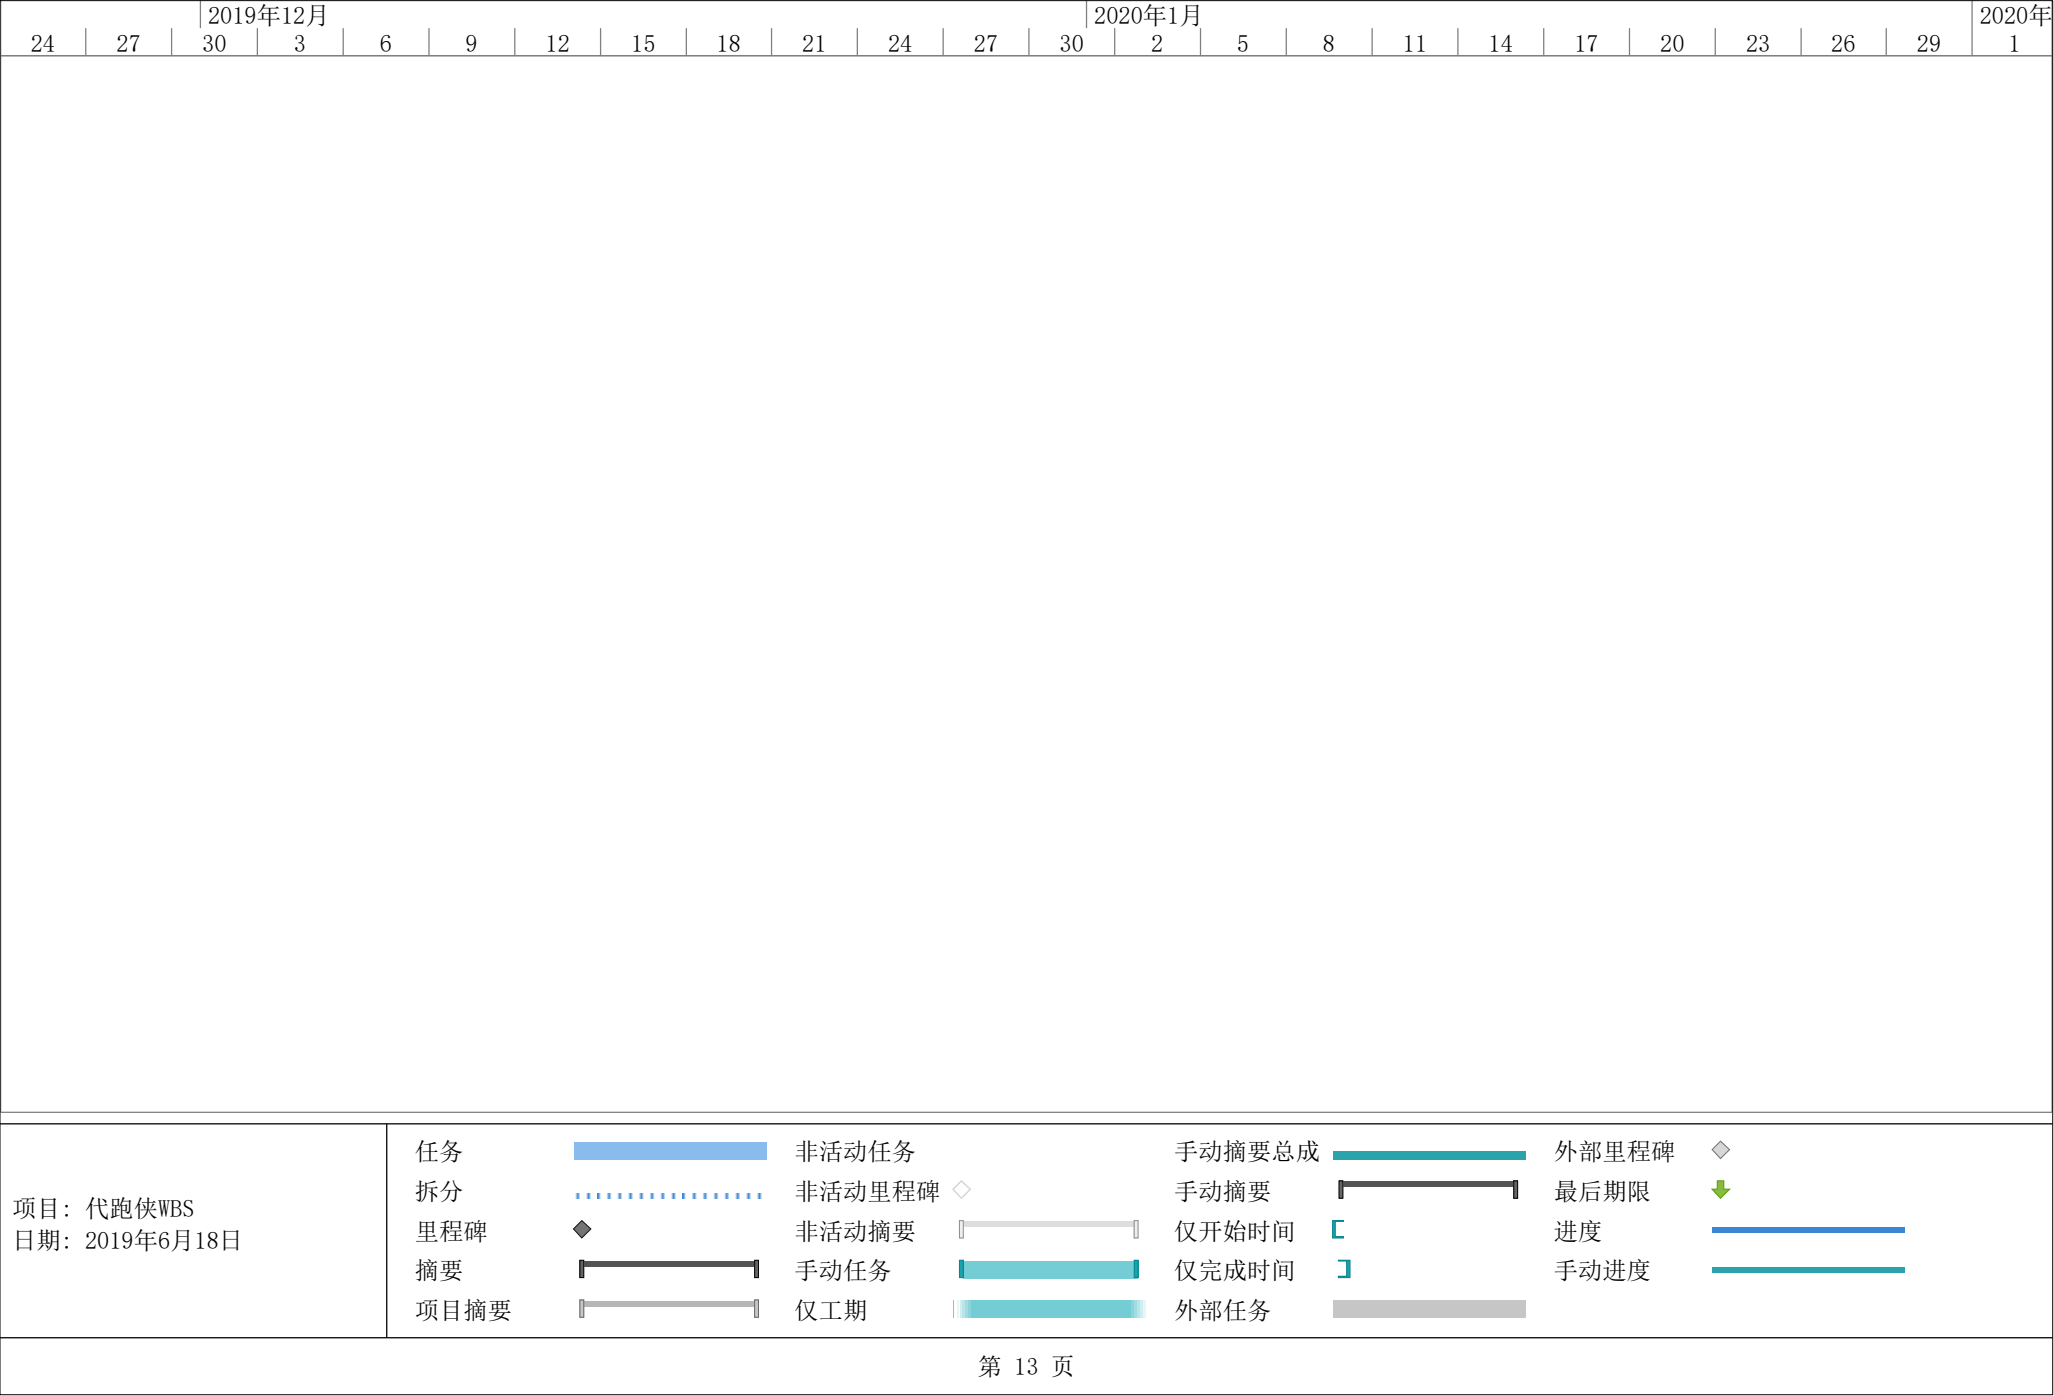 2019年12月 2020年1月 2020年
24 27 30 3 6 9 12 15 18 21 24 27 30 2 5 8 11 14 17 20 23 26 29 1
项目: 代跑侠WBS
日期: 2019年6月18日
任务 非活动任务 手动摘要总成 外部里程碑
拆分 非活动里程碑 手动摘要 最后期限
里程碑 非活动摘要 仅开始时间 进度
摘要 手动任务 仅完成时间 手动进度
项目摘要 仅工期 外部任务
第 13 页